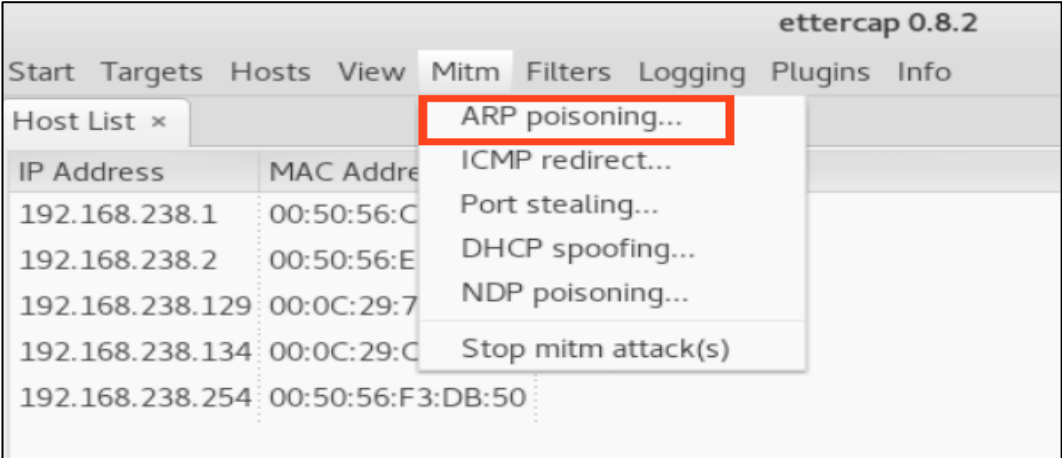 ettercap 0.8.2
Start Targets Hosts View Mitm Filters Logging Plugins Info
Host List ×
ARP poisoning...
ICMP redirect...
Port stealing...
DHCP spoofing...
NDP poisoning...
Stop mitm attack(s)
IP Address MAC Addre
192.168.238.1 00:50:56:C
192.168.238.2 00:50:56:E
192.168.238.129 00:0C:29:7
192.168.238.134 00:0C:29:C
192.168.238.254 00:50:56:F3:DB:50